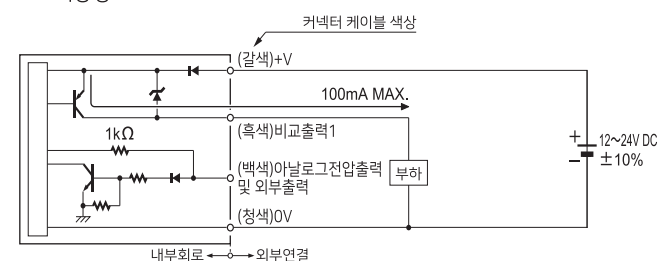 커넥터 케이블 색상
(갈색)+V
100mA MAX.
(흑색)비교출력1
1kΩ
(백색)아날로그전압출력
및 외부출력
부하
+
12~24V DC
−
±10%
(청색)0V
내부회로
외부연결